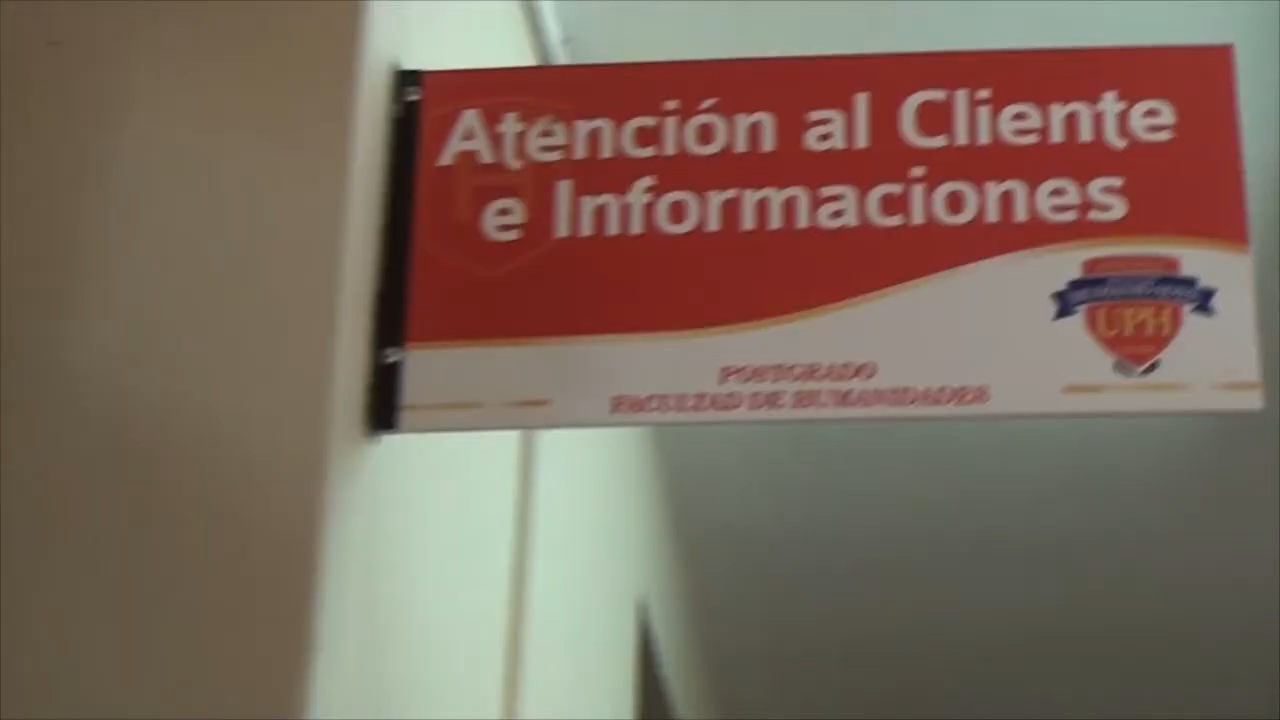 Atención al Cliente
e Informaciones
UPH
POSTGRADO
FACULTAD DE HUMANIDADES